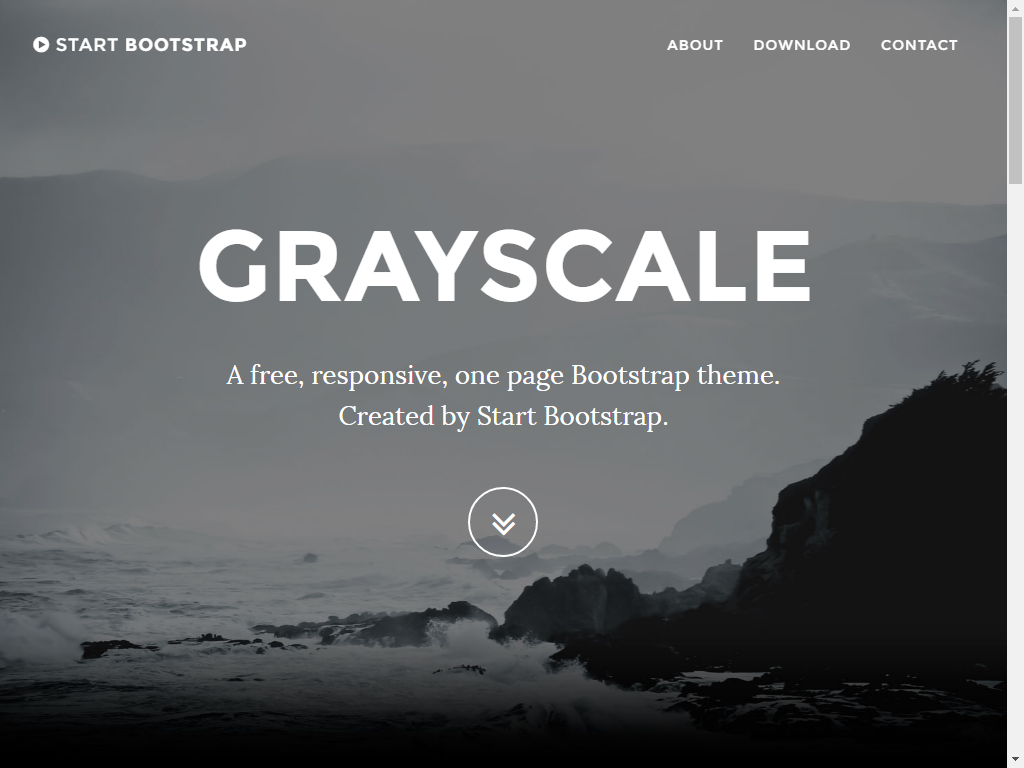 START BOOTSTRAP
ABOUT DOWNLOAD CONTACT
GRAYSCALE
A free, responsive, one page Bootstrap theme.
Created by Start Bootstrap.